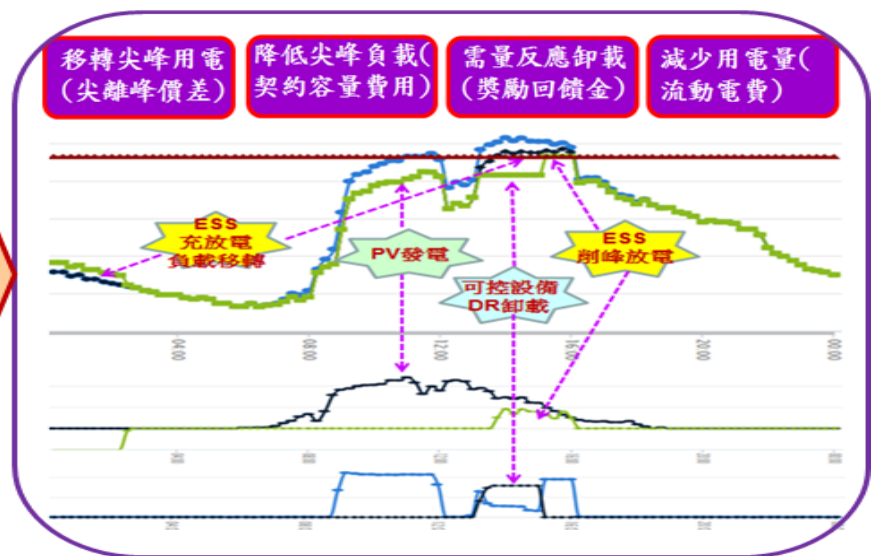 移轉尖峰用電
(尖離峰價差)
降低尖峰負載(
契約容量費用)
需量反應卸載
(獎勵回饋金)
減少用電量(
流動電費)
ESS
充放電
負載移轉
PV發電
ESS
削峰放電
可控設備
DR卸載
04:00
08:00
12:00
16:00
20:00
00:00